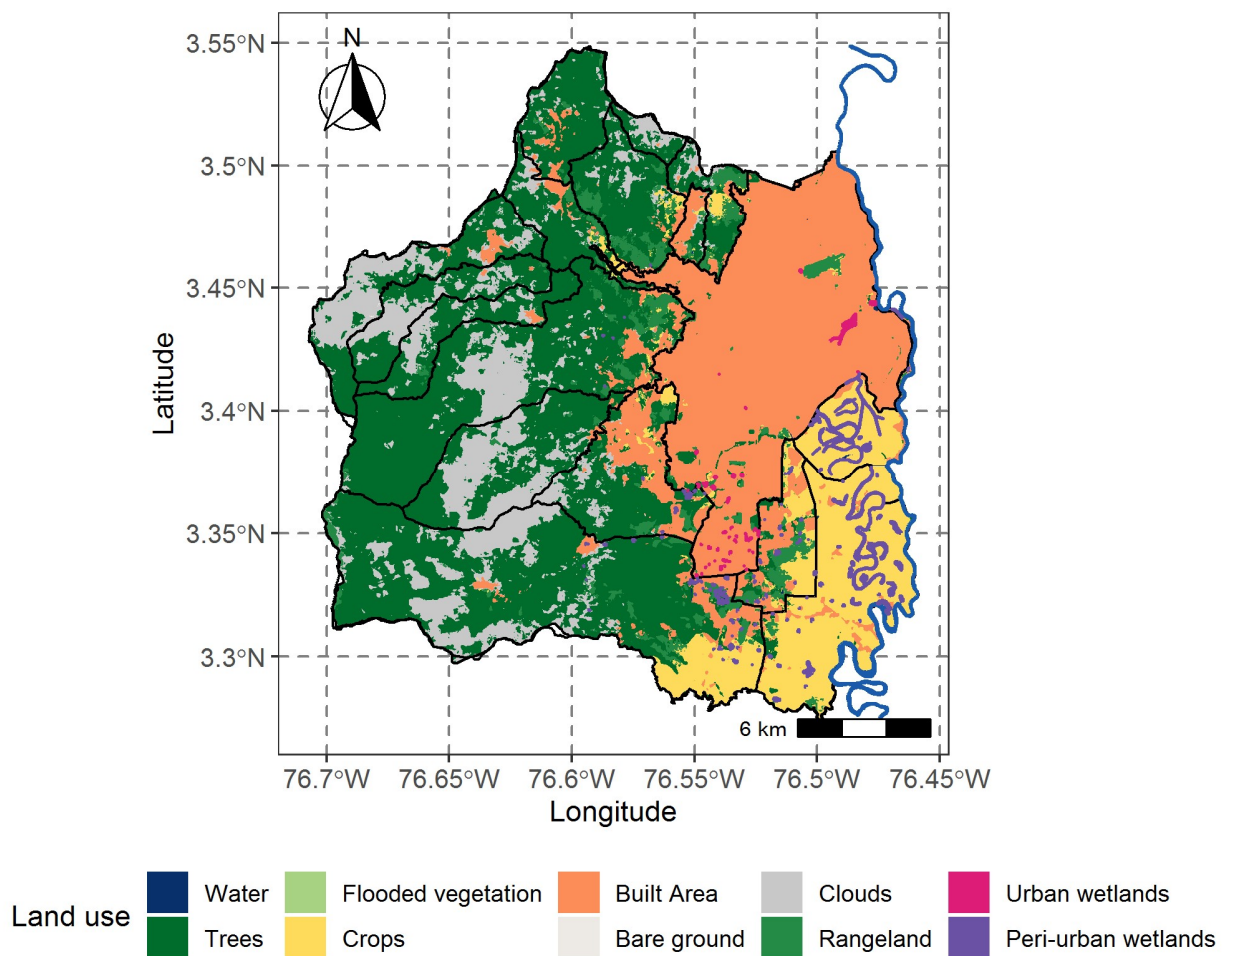 N
3.55°N
3.5°N
3.45°N
3.4°N
3.35°N
3.3°N
Latitude
6 km
76.7°W 76.65°W 76.6°W 76.55°W 76.5°W 76.45°W
Longitude
Land use
Water Flooded vegetation Built Area Clouds Urban wetlands
Trees Crops Bare ground Rangeland Peri-urban wetlands